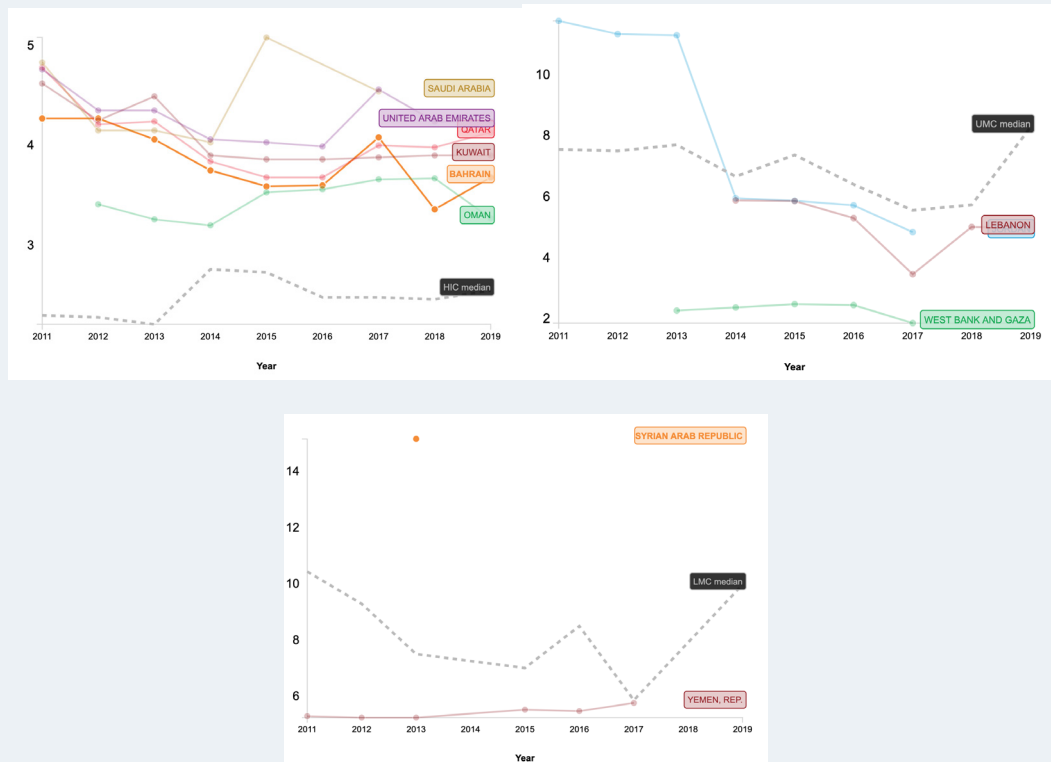 5
4
3
SAUDI ARABIA
UNITED ARAB EMIRATES
QATAR
KUWAIT
BAHRAIN
OMAN
HIC median
2011 2012 2013 2014 2015 2016 2017 2018 2019
Year
10
8
6
4
2
UMC median
LEBANON
WEST BANK AND GAZA
2011 2012 2013 2014 2015 2016 2017 2018 2019
Year
14
12
10
8
6
SYRIAN ARAB REPUBLIC
LMC median
YEMEN, REP.
2011 2012 2013 2014 2015 2016 2017 2018 2019
Year